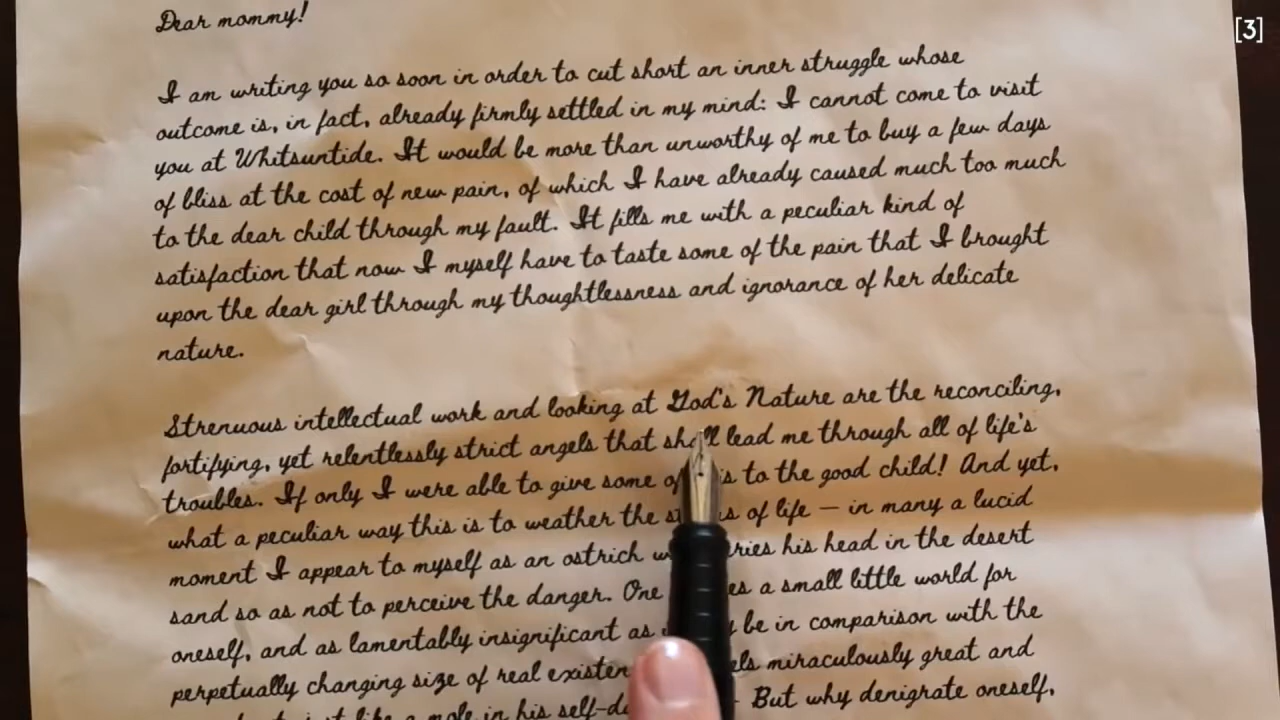 [3]
Dear mommy!
I am writing you so soon in order to cut short an inner struggle whose
outcome is, in fact, already firmly settled in my mind: I cannot come to visit
you at Whitsuntide. It would be more than unworthy of me to buy a few days
of bliss at the cost of new pain, of which I have already caused much too much
to the dear child through my fault. It fills me with a peculiar kind of
satisfaction that now I myself have to taste some of the pain that I brought
upon the dear girl through my thoughtlessness and ignorance of her delicate
nature.
Strenuous intellectual work and looking at God's Nature are the reconciling,
fortifying, yet relentlessly strict angels that shall lead me through all of life's
troubles. If only I were able to give some of to the good child! And yet,
what a peculiar way this is to weather the of life – in many a lucid
moment I appear to myself as an ostrich his head in the desert
sand so as not to perceive the danger. One a small little world for
oneself, and as lamentably insignificant as be in comparison with the
perpetually changing size of real miraculously great and
just like a mole in his But why denigrate oneself,